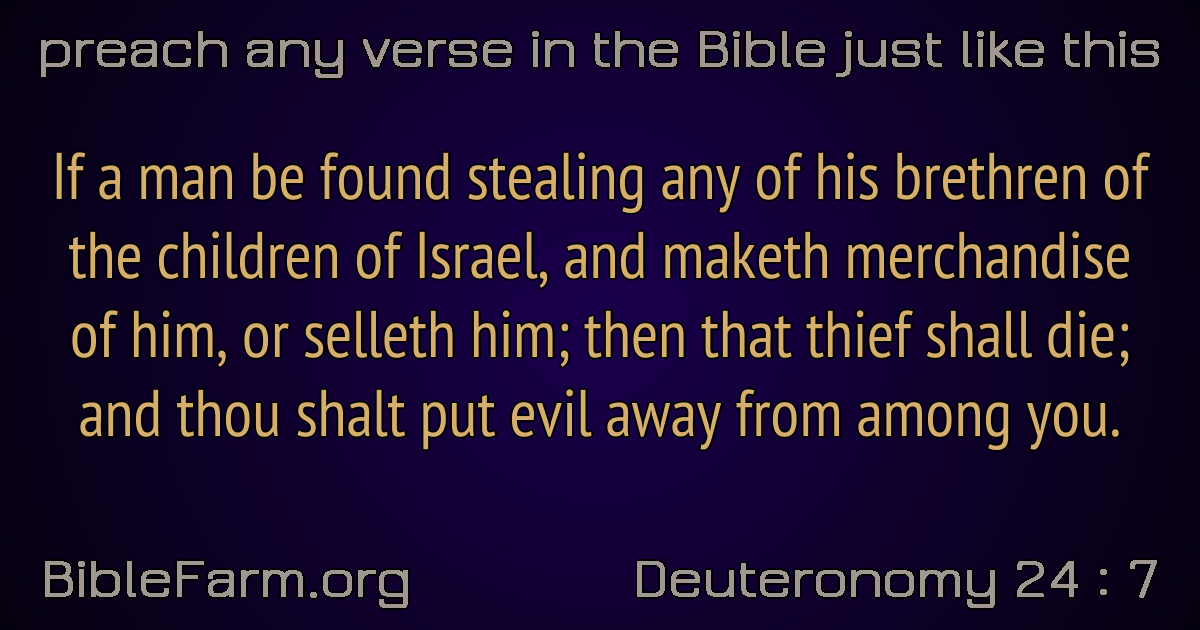 preach any verse in the Bible just like this
If a man be found stealing any of his brethren of
the children of Israel, and maketh merchandise
of him, or selleth him; then that thief shall die;
and thou shalt put evil away from among you.
BibleFarm.org
Deuteronomy 24 : 7